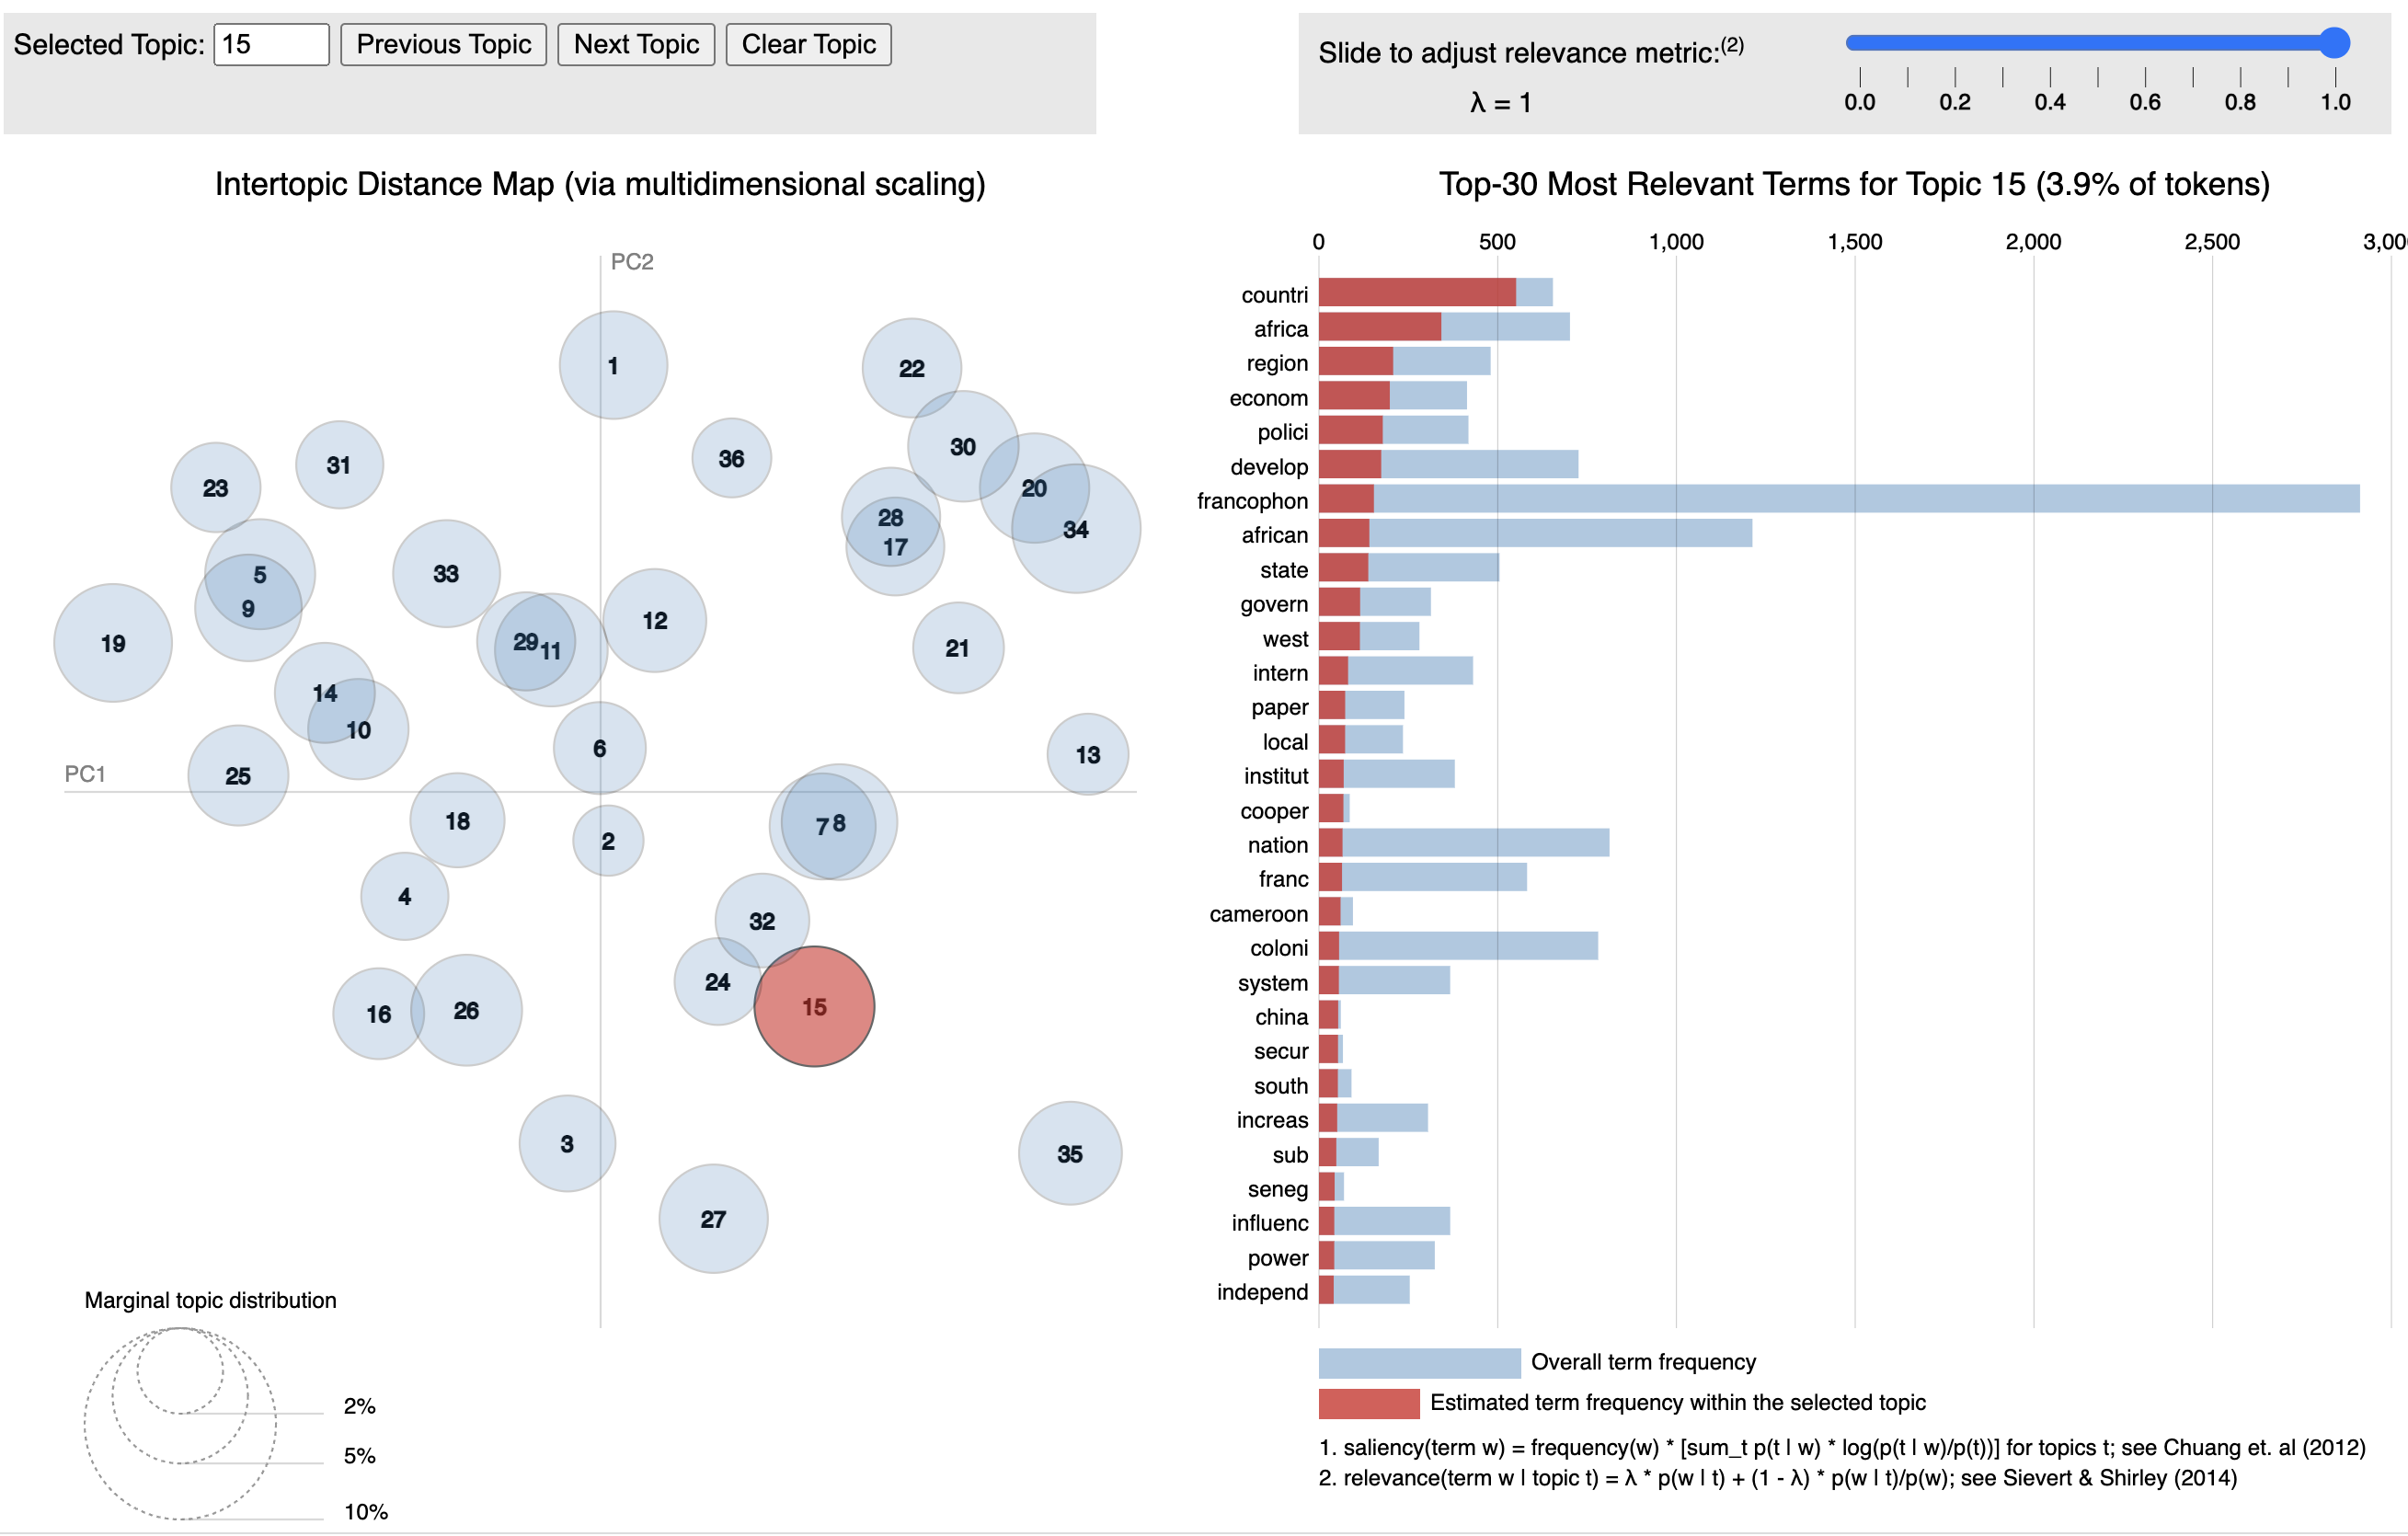 Selected Topic: 15 Previous Topic Next Topic Clear Topic
Slide to adjust relevance metric:(2)
λ = 1
0.0 0.2 0.4 0.6 0.8 1.0
Intertopic Distance Map (via multidimensional scaling)
PC2
PC1
1
22
30
36
31
23
20
34
28
17
5
9
33
19
12
29
11
21
14
10
6
13
25
18
2
7
8
4
32
24
15
16
26
3
35
27
Marginal topic distribution
2%
5%
10%
Top-30 Most Relevant Terms for Topic 15 (3.9% of tokens)
0 500 1,000 1,500 2,000 2,500 3,00
countri
africa
region
econom
polici
develop
francophon
african
state
govern
west
intern
paper
local
institut
cooper
nation
franc
cameroon
coloni
system
china
secur
south
increas
sub
seneg
influenc
power
independ
Overall term frequency
Estimated term frequency within the selected topic
1. saliency(term w) = frequency(w) * [sum_t p(t | w) * log(p(t | w)/p(t))] for topics t; see Chuang et. al (2012)
2. relevance(term w | topic t) = λ * p(w | t) + (1 - λ) * p(w | t)/p(w); see Sievert & Shirley (2014)